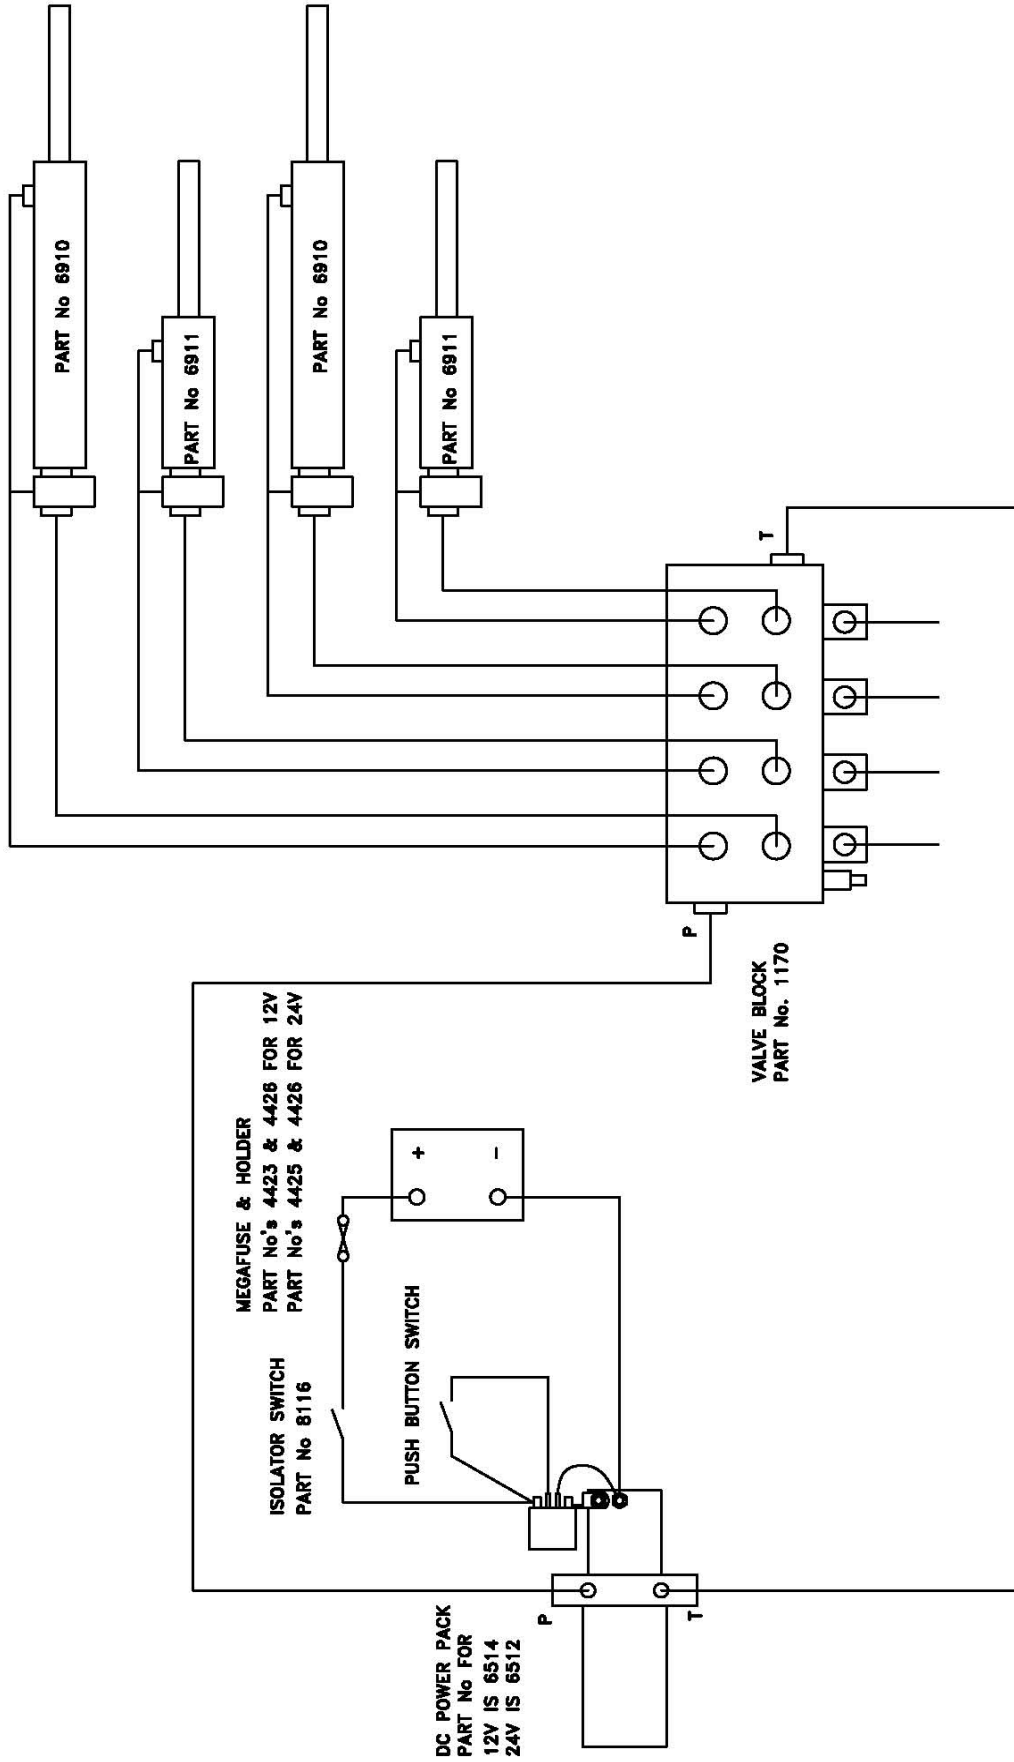 PART No 6910
PART No 6911
PART No 6910
PART No 6911
T
P
VALVE BLOCK
PART No. 1170
MEGAFUSE & HOLDER
PART No's 4423 & 4426 FOR 12V
PART No's 4425 & 4426 FOR 24V
+
−
ISOLATOR SWITCH
PART No 8116
PUSH BUTTON SWITCH
DC POWER PACK
PART No FOR
12V IS 6514
24V IS 6512
P
T